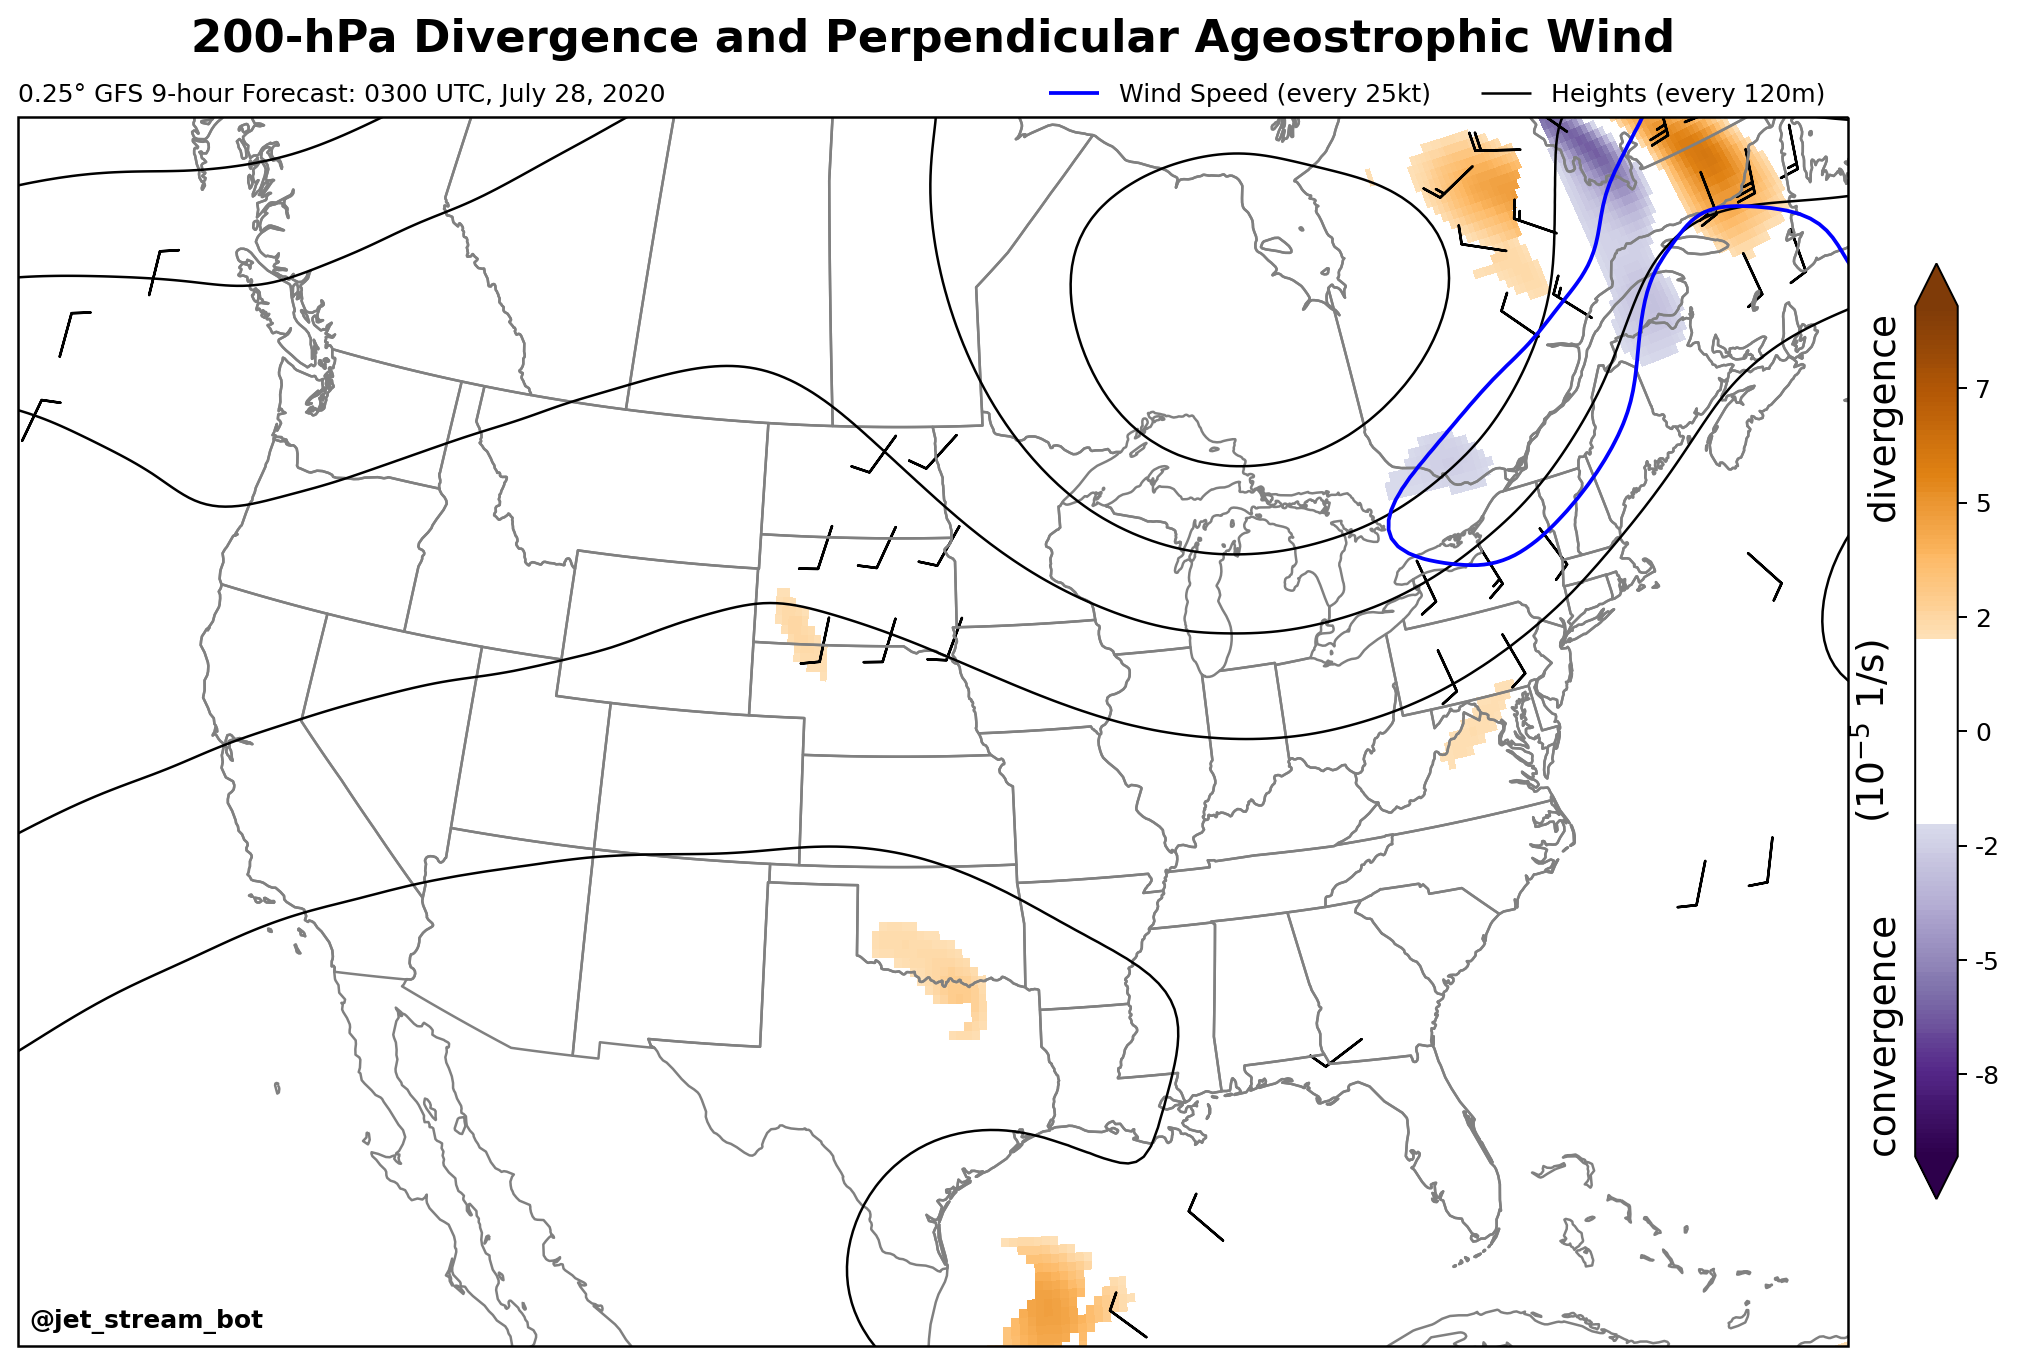 200-hPa Divergence and Perpendicular Ageostrophic Wind
0.25° GFS 9-hour Forecast: 0300 UTC, July 28, 2020
Wind Speed (every 25kt)
Heights (every 120m)
divergence
(10⁻⁵ 1/s)
convergence
7
5
2
0
-2
-5
-8
@jet_stream_bot